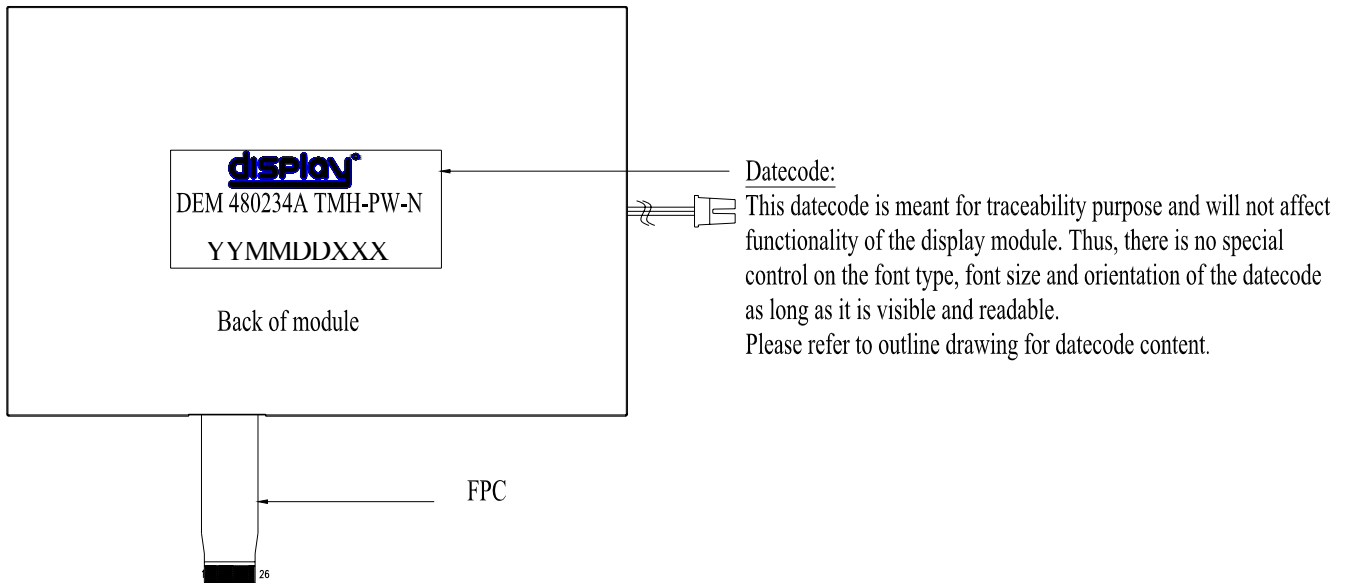 display
DEM 480234A TMH-PW-N
YYMMDDXXX
Back of module
Datecode:
This datecode is meant for traceability purpose and will not affect
functionality of the display module. Thus, there is no special
control on the font type, font size and orientation of the datecode
as long as it is visible and readable.
Please refer to outline drawing for datecode content.
FPC
26